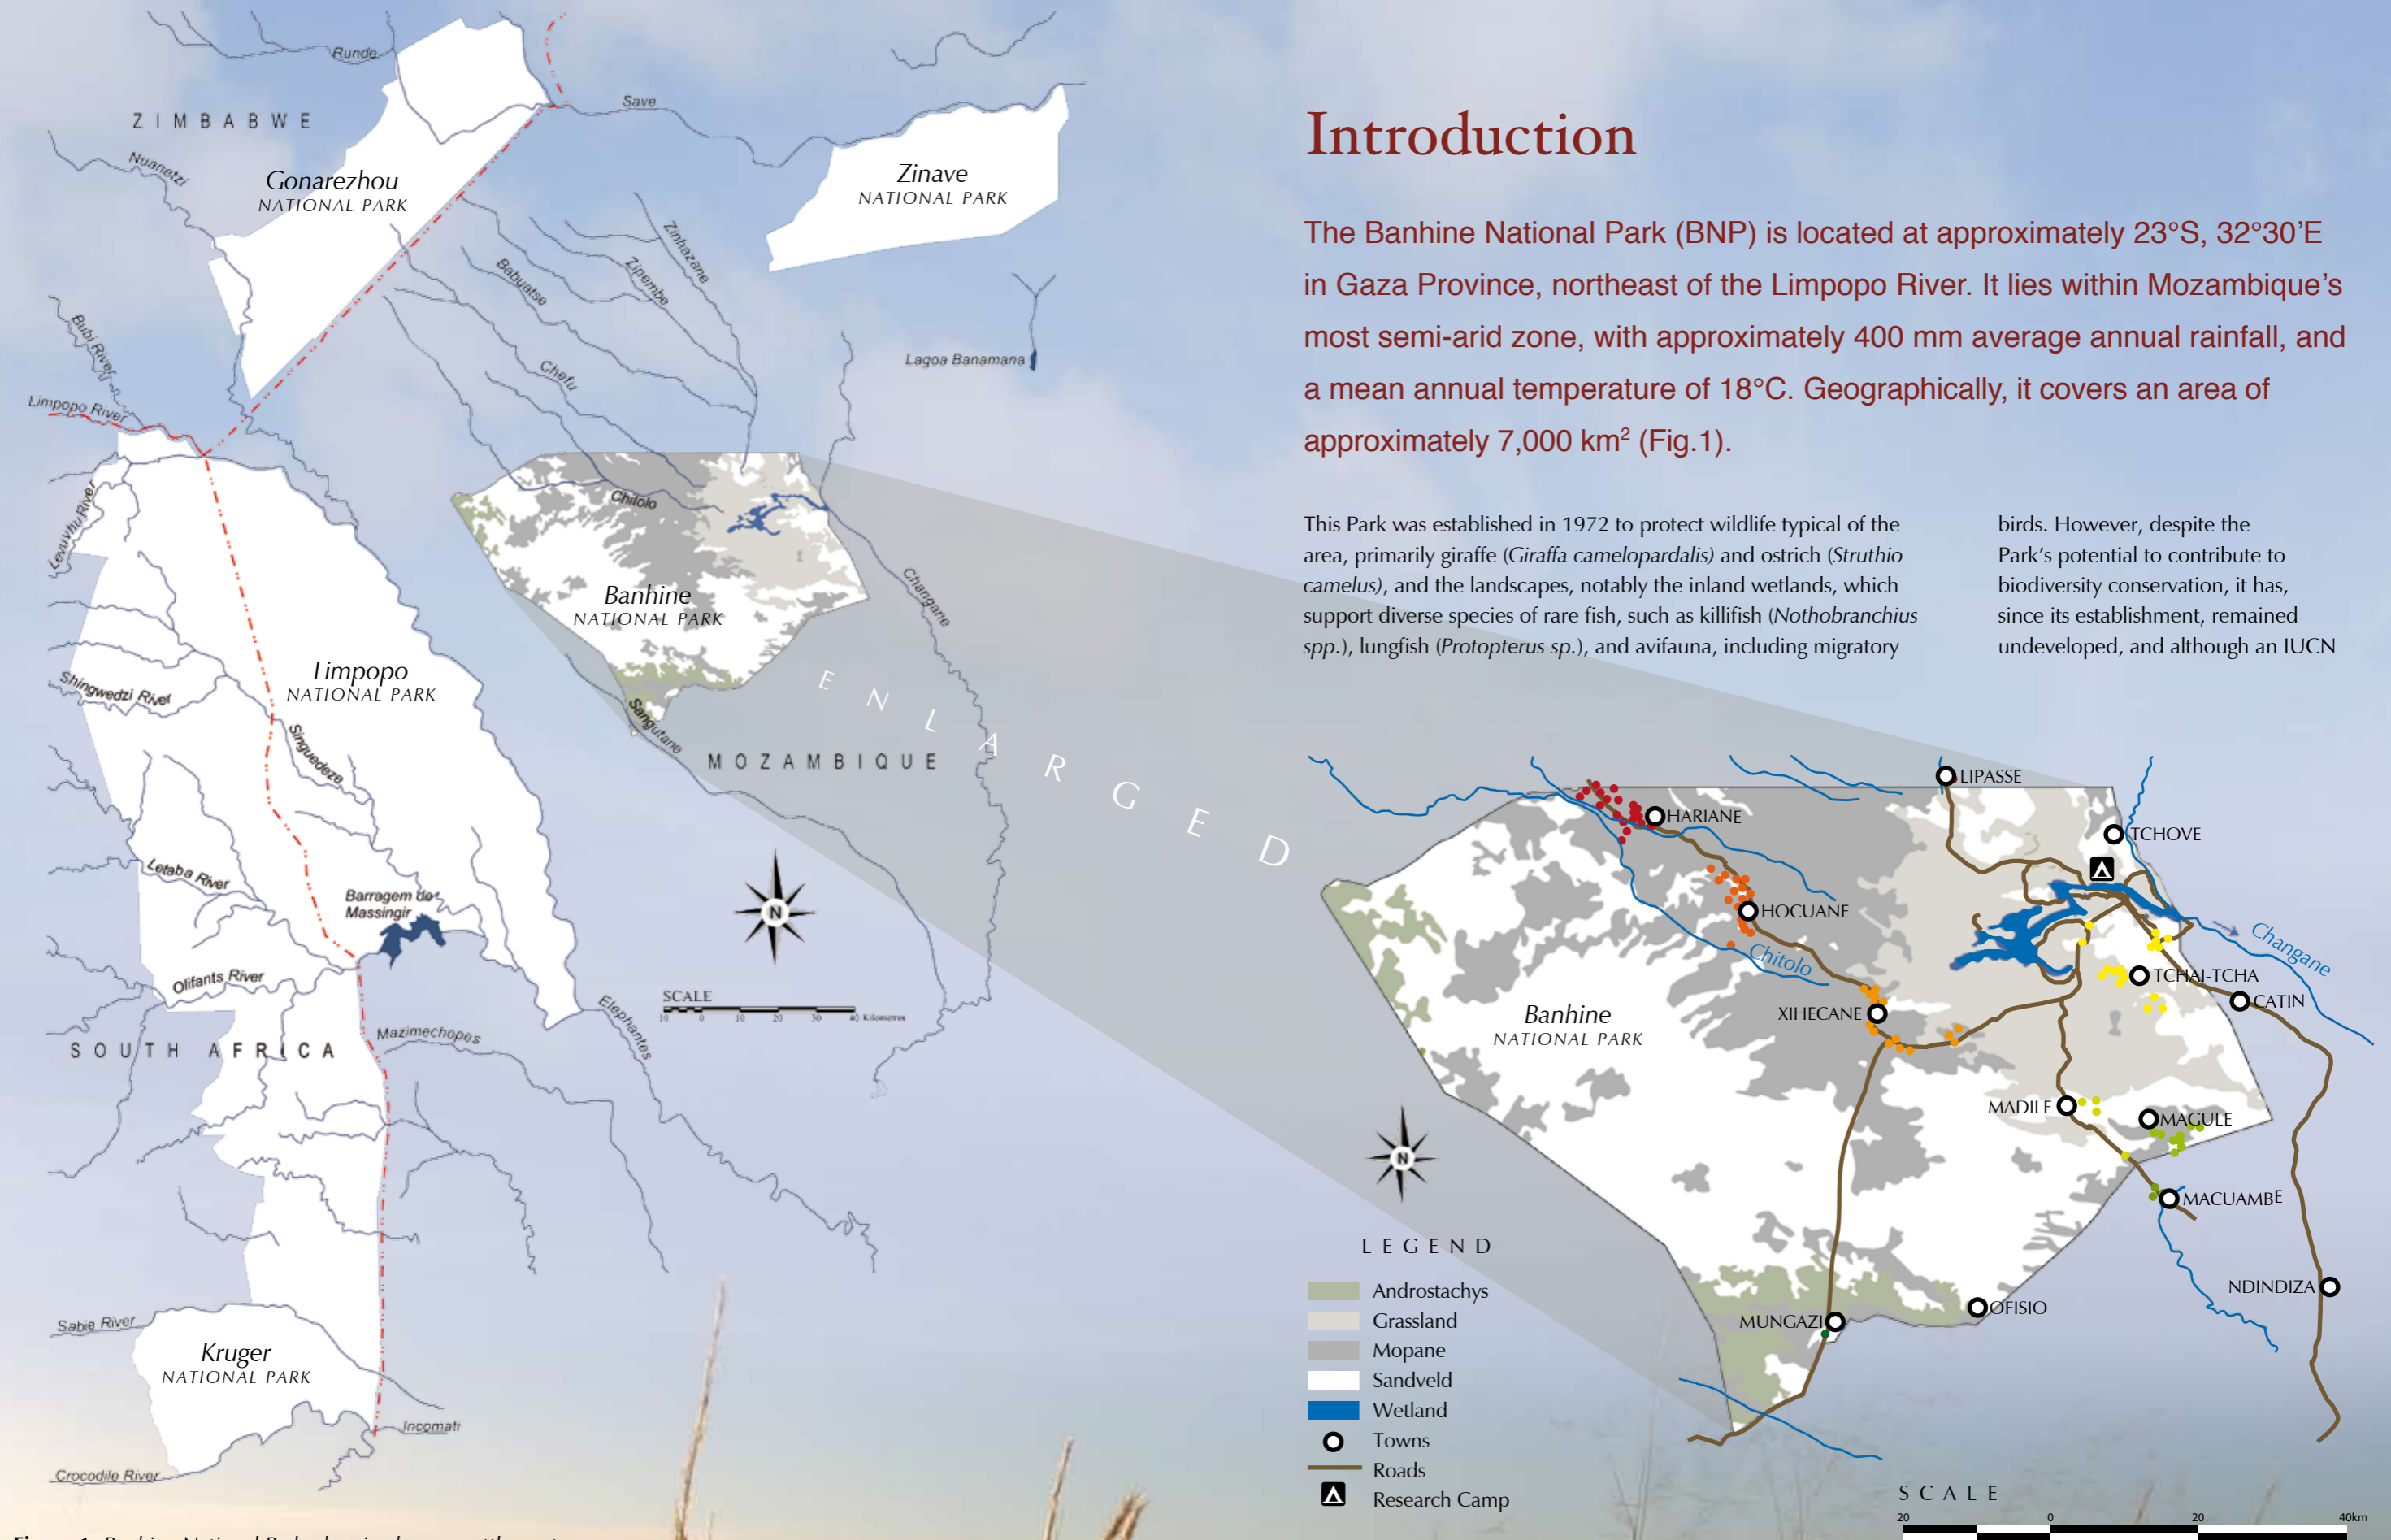 Runde
Save
ZIMBABWE
Nuanetzi
Gonarezhou
NATIONAL PARK
Zinave
NATIONAL PARK
Zinhazane
Zipembe
Babuatse
Bubi River
Chefu
Lagoa Banamana
Limpopo River
Levuvhu River
Chitolo
Banhine
NATIONAL PARK
Changane
Limpopo
NATIONAL PARK
Shingwedzi River
Singuedeze
Sangutane
MOZAMBIQUE
ENLARGED
Letaba River
Barragem de
Massingir
N
Olifants River
SCALE
10 0 10 20 30 40 Kilometres
Elephantes
Mazimechopes
SOUTH AFRICA
Sabie River
Kruger
NATIONAL PARK
Incomati
Crocodile River
Introduction
The Banhine National Park (BNP) is located at approximately 23°S, 32°30’E
in Gaza Province, northeast of the Limpopo River. It lies within Mozambique’s
most semi-arid zone, with approximately 400 mm average annual rainfall, and
a mean annual temperature of 18°C. Geographically, it covers an area of
approximately 7,000 km² (Fig.1).
This Park was established in 1972 to protect wildlife typical of the
area, primarily giraffe (Giraffa camelopardalis) and ostrich (Struthio
camelus), and the landscapes, notably the inland wetlands, which
support diverse species of rare fish, such as killifish (Nothobranchius
spp.), lungfish (Protopterus sp.), and avifauna, including migratory
birds. However, despite the
Park’s potential to contribute to
biodiversity conservation, it has,
since its establishment, remained
undeveloped, and although an IUCN
LIPASSE
HARIANE
TCHOVE
HOCUANE
Chitolo
Changane
TCHAI-TCHA
CATIN
XIHECANE
Banhine
NATIONAL PARK
MADILE
MAGULE
N
MACUAMBE
NDINDIZA
OFISIO
MUNGAZI
LEGEND
Androstachys
Grassland
Mopane
Sandveld
Wetland
Towns
Roads
Research Camp
SCALE
20 0 20 40km